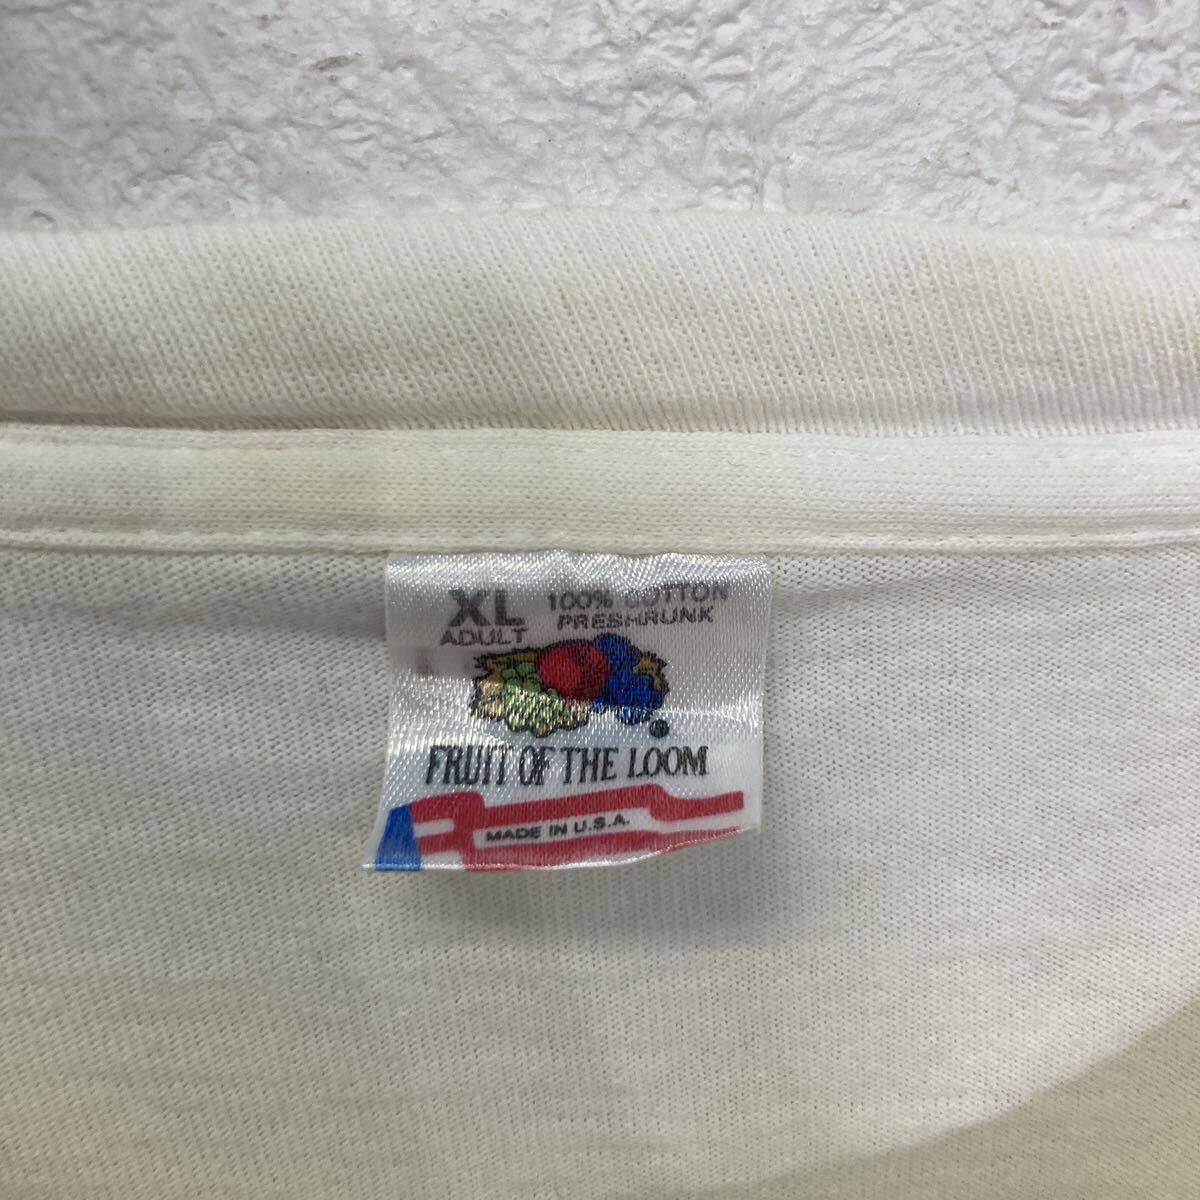 XL 100% COTTON
ADULT PRESHRUNK
FRUIT OF THE LOOM
MADE IN U.S.A.